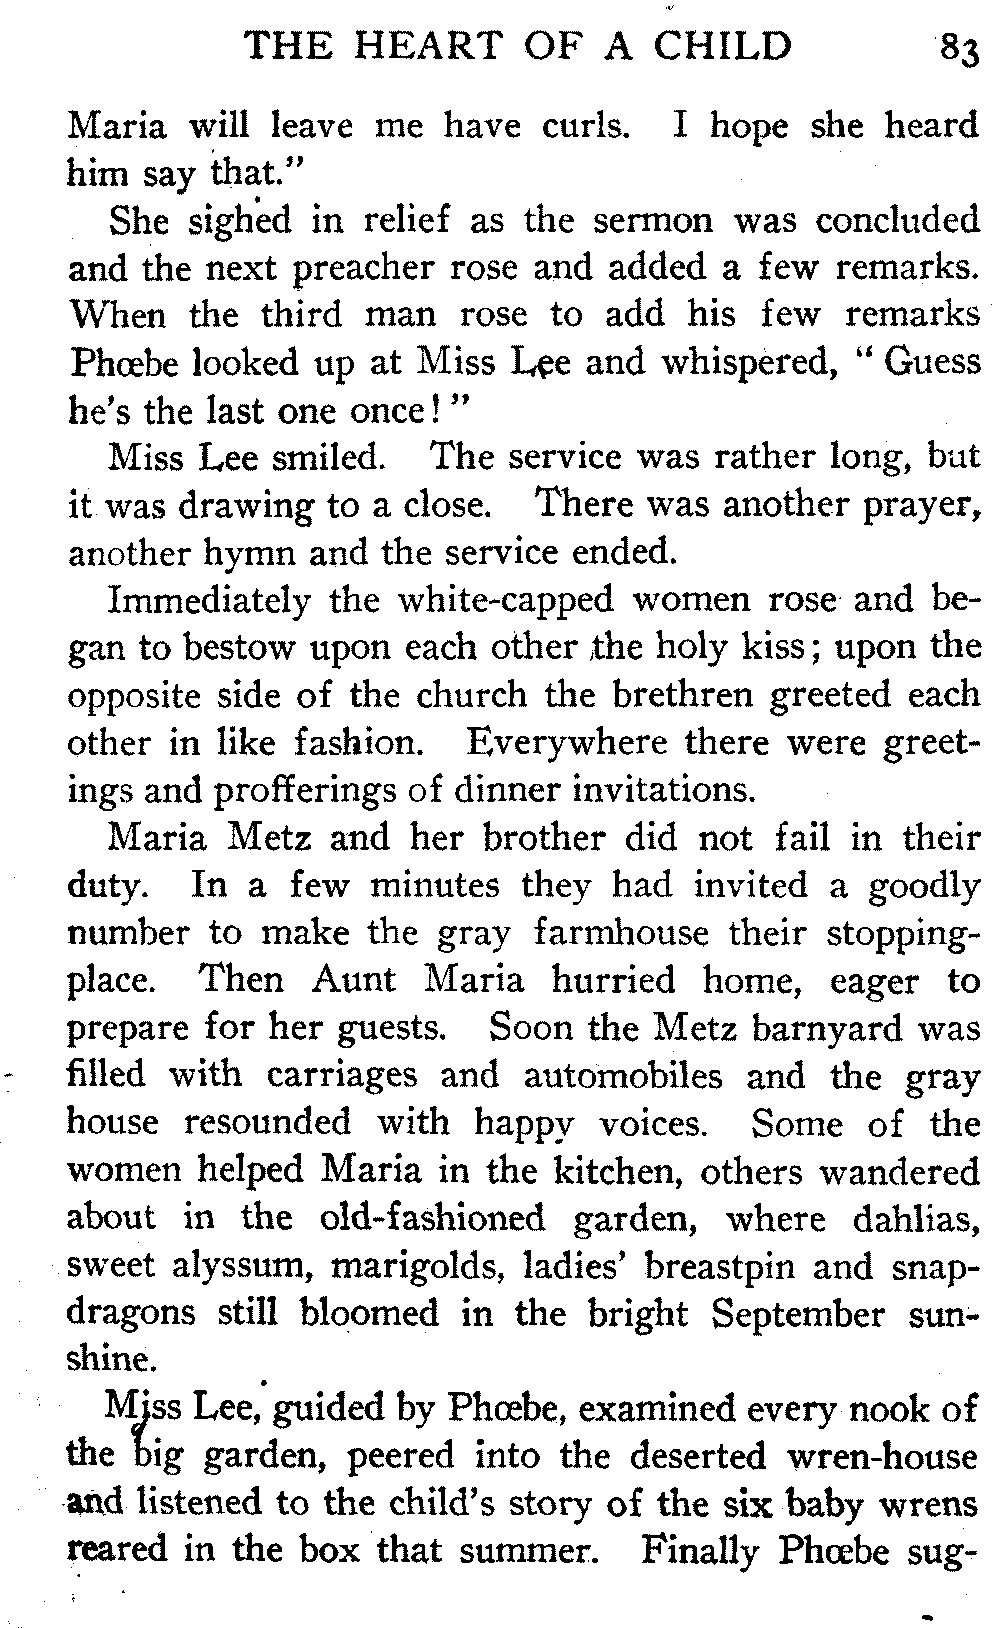 THE HEART OF A CHILD 83
Maria will leave me have curls. I hope she heard
him say that."
She sighed in relief as the sermon was concluded
and the next preacher rose and added a few remarks.
When the third man rose to add his few remarks
Phœbe looked up at Miss Lee and whispered, " Guess
he's the last one once! "
Miss Lee smiled. The service was rather long, but
it was drawing to a close. There was another prayer,
another hymn and the service ended.
Immediately the white-capped women rose and be-
gan to bestow upon each other the holy kiss; upon the
opposite side of the church the brethren greeted each
other in like fashion. Everywhere there were greet-
ings and profferings of dinner invitations.
Maria Metz and her brother did not fail in their
duty. In a few minutes they had invited a goodly
number to make the gray farmhouse their stopping-
place. Then Aunt Maria hurried home, eager to
prepare for her guests. Soon the Metz barnyard was
filled with carriages and automobiles and the gray
house resounded with happy voices. Some of the
women helped Maria in the kitchen, others wandered
about in the old-fashioned garden, where dahlias,
sweet alyssum, marigolds, ladies' breastpin and snap-
dragons still bloomed in the bright September sun-
shine.
Miss Lee, guided by Phœbe, examined every nook of
the big garden, peered into the deserted wren-house
and listened to the child's story of the six baby wrens
reared in the box that summer. Finally Phœbe sug-